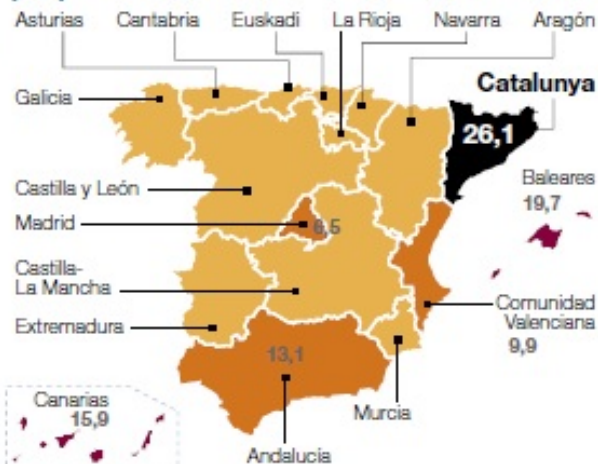 Asturias Cantabria Euskadi La Rioja Navarra Aragón
Galicia
Catalunya
26,1
Baleares
19,7
Castilla y León
Madrid
6,5
Castilla-
La Mancha
Comunidad
Valenciana
9,9
Extremadura
13,1
Canarias
15,9
Murcia
Andalucia